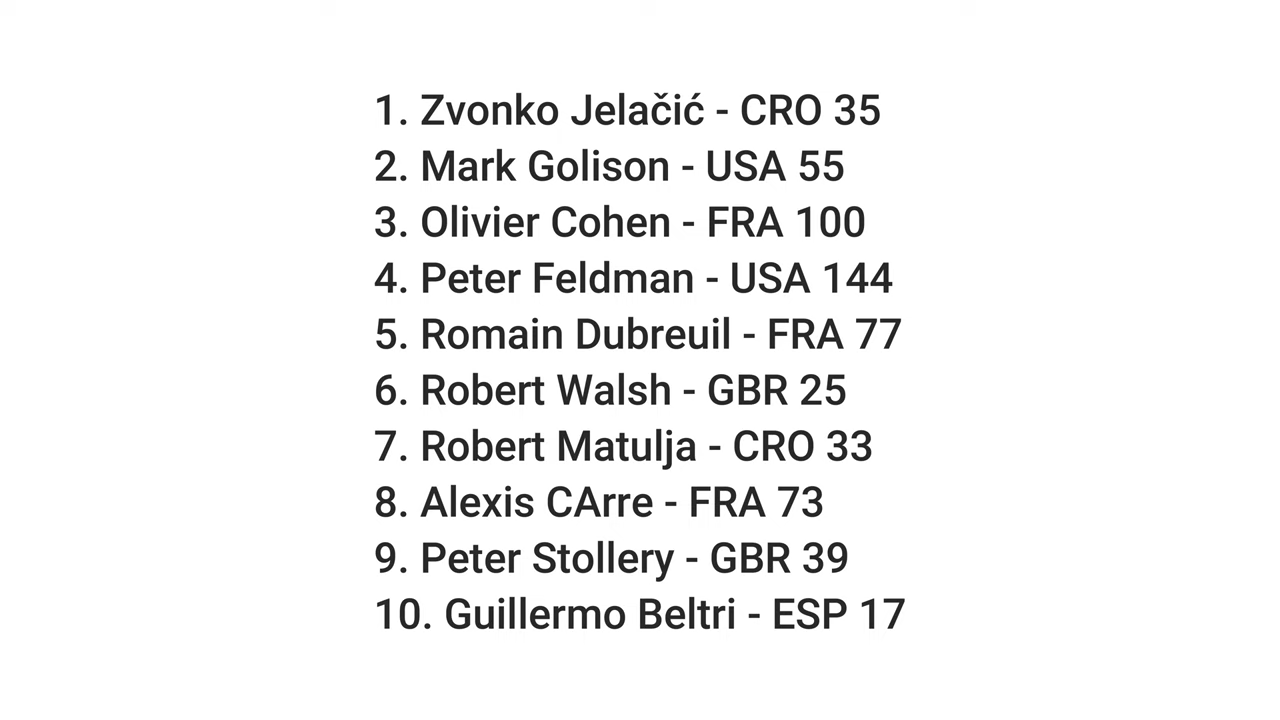 1. Zvonko Jelačić - CRO 35
2. Mark Golison - USA 55
3. Olivier Cohen - FRA 100
4. Peter Feldman - USA 144
5. Romain Dubreuil - FRA 77
6. Robert Walsh - GBR 25
7. Robert Matulja - CRO 33
8. Alexis CArre - FRA 73
9. Peter Stollery - GBR 39
10. Guillermo Beltri - ESP 17